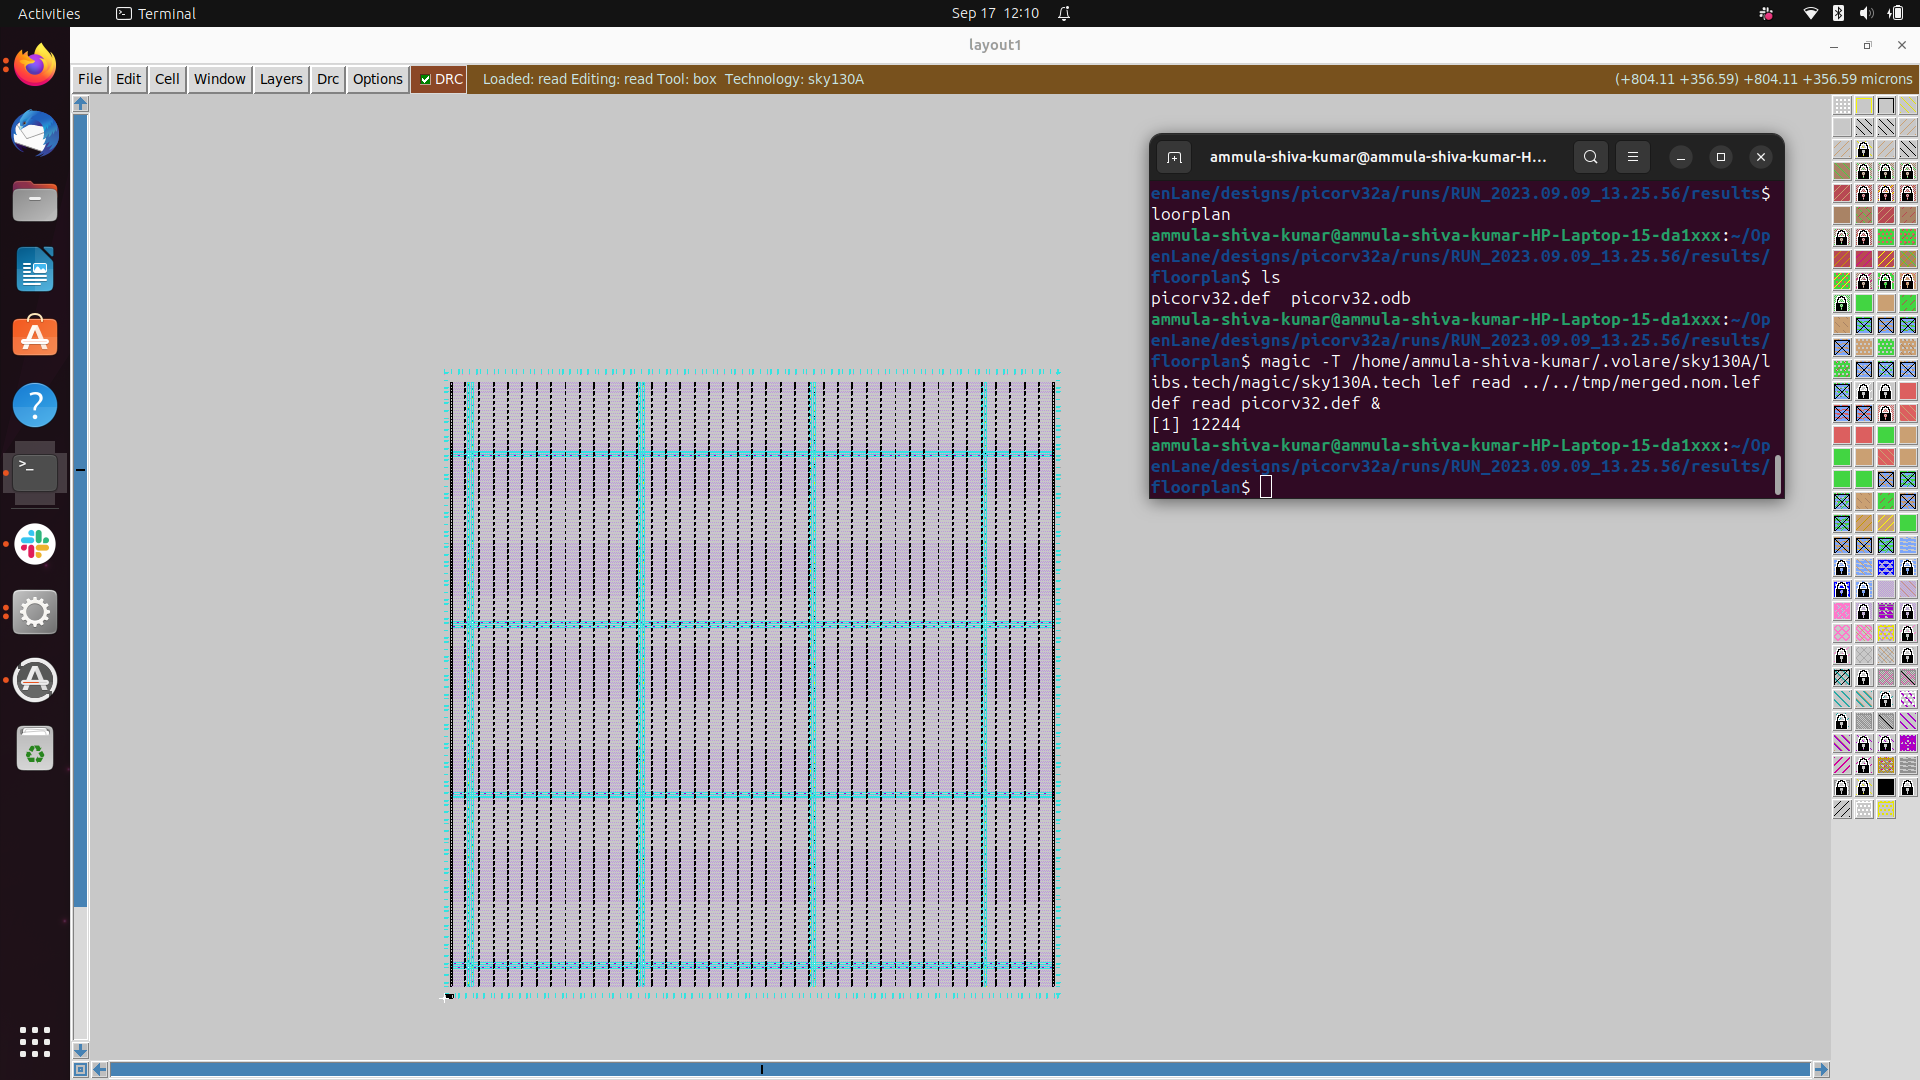 Activities
Terminal
Sep 17 12:10
layout1
File Edit Cell Window Layers Drc Options DRC Loaded: read Editing: read Tool: box Technology: sky130A (+804.11 +356.59) +804.11 +356.59 microns
ammula-shiva-kumar@ammula-shiva-kumar-H...
enLane/designs/picorv32a/runs/RUN_2023.09.09_13.25.56/results$
loorplan
ammula-shiva-kumar@ammula-shiva-kumar-HP-Laptop-15-da1xxx:~/Op
enLane/designs/picorv32a/runs/RUN_2023.09.09_13.25.56/results/
floorplan$ ls
picorv32.def  picorv32.odb
ammula-shiva-kumar@ammula-shiva-kumar-HP-Laptop-15-da1xxx:~/Op
enLane/designs/picorv32a/runs/RUN_2023.09.09_13.25.56/results/
floorplan$ magic -T /home/ammula-shiva-kumar/.volare/sky130A/l
ibs.tech/magic/sky130A.tech lef read ../../tmp/merged.nom.lef
def read picorv32.def &
[1] 12244
ammula-shiva-kumar@ammula-shiva-kumar-HP-Laptop-15-da1xxx:~/Op
enLane/designs/picorv32a/runs/RUN_2023.09.09_13.25.56/results/
floorplan$